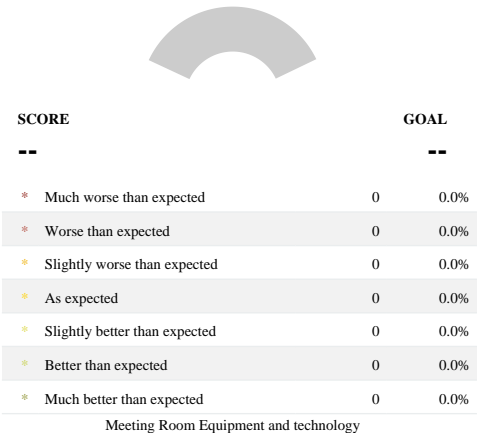 SCORE GOAL
-- --
* Much worse than expected 0 0.0%
* Worse than expected 0 0.0%
* Slightly worse than expected 0 0.0%
* As expected 0 0.0%
* Slightly better than expected 0 0.0%
* Better than expected 0 0.0%
* Much better than expected 0 0.0%
Meeting Room Equipment and technology